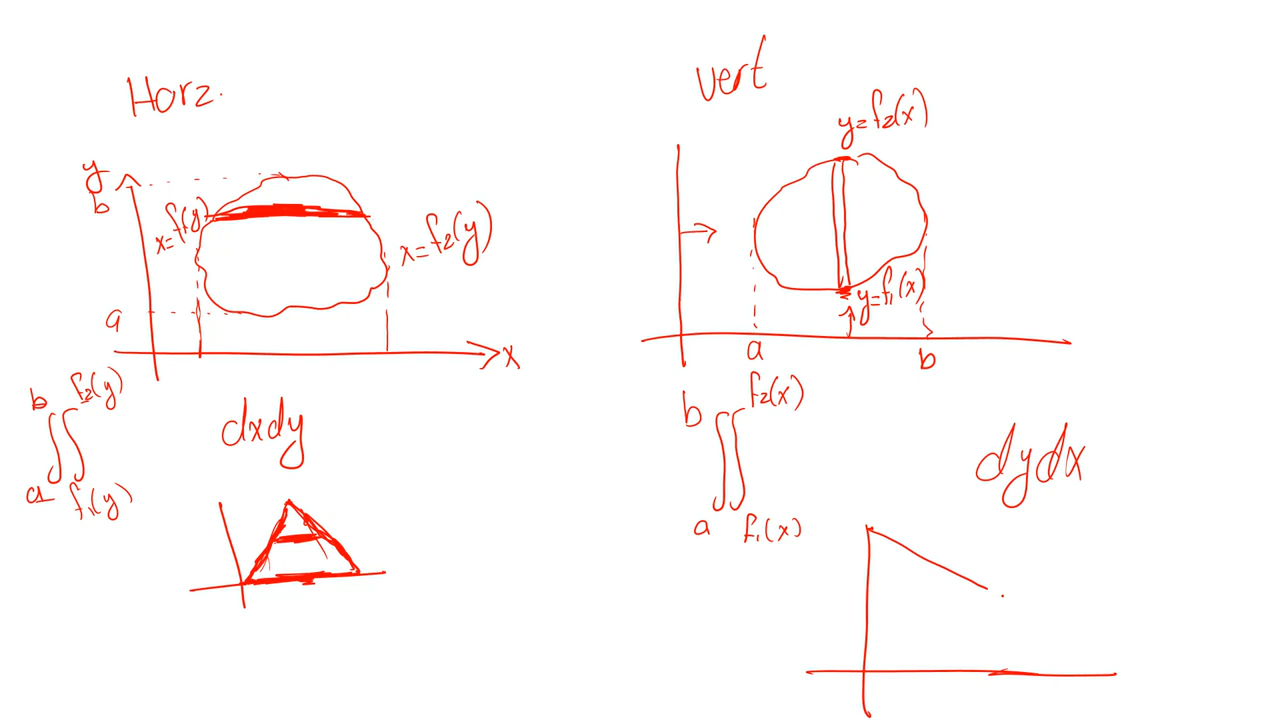 Horz.
y
b
x=f1(y)
x=f2(y)
a
x
b
f2(y)
∫∫
dxdy
a
f1(y)
vert
y=f2(x)
y=f1(x)
a
b
b
f2(x)
∫∫
dydx
a
f1(x)